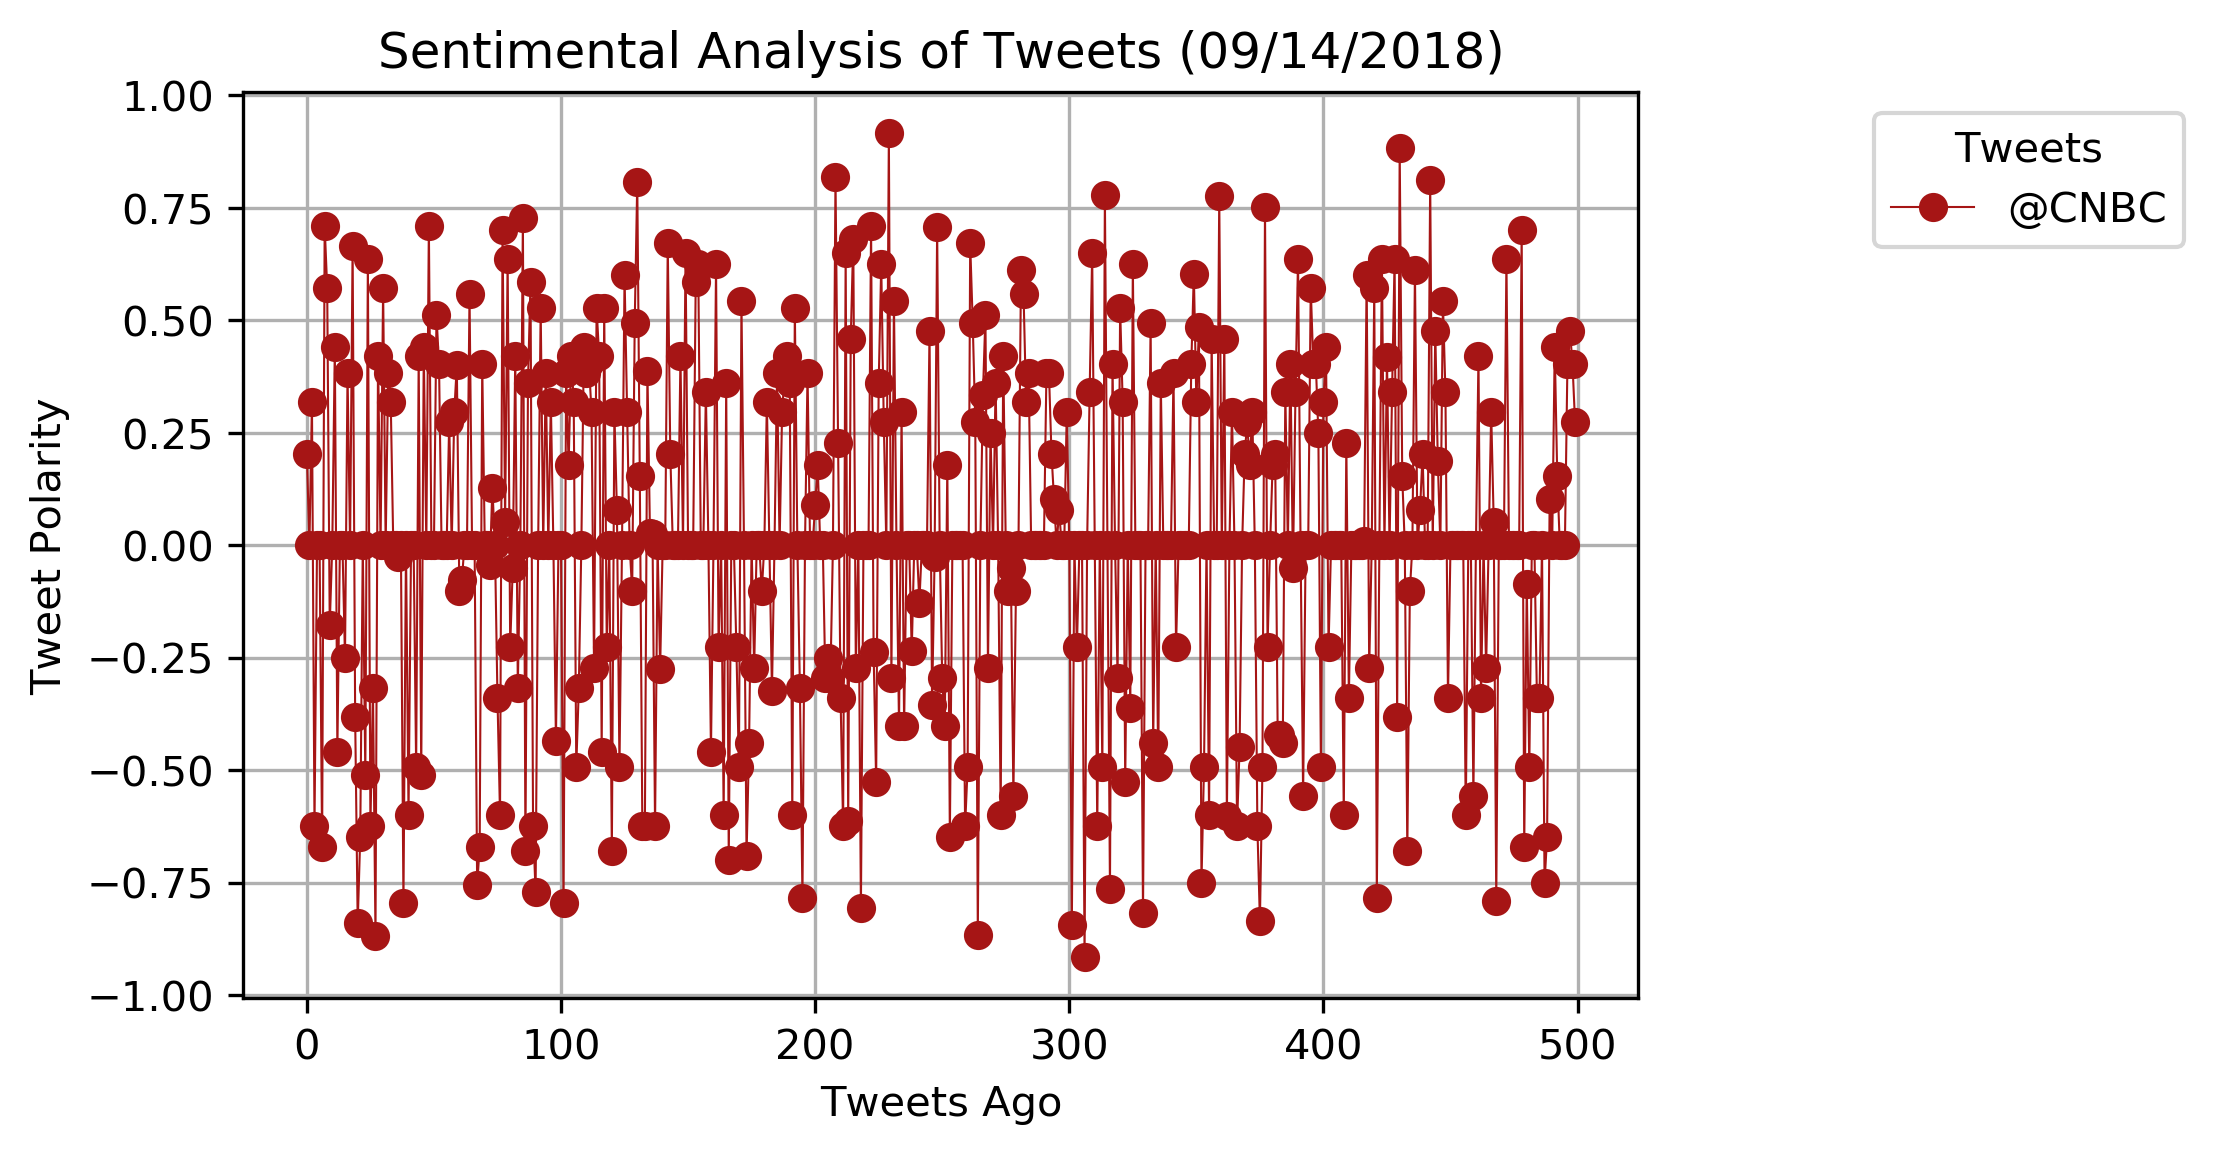 Sentimental Analysis of Tweets (09/14/2018)
1.00
0.75
0.50
0.25
0.00
−0.25
−0.50
−0.75
−1.00
Tweet Polarity
0 100 200 300 400 500
Tweets Ago
Tweets
@CNBC